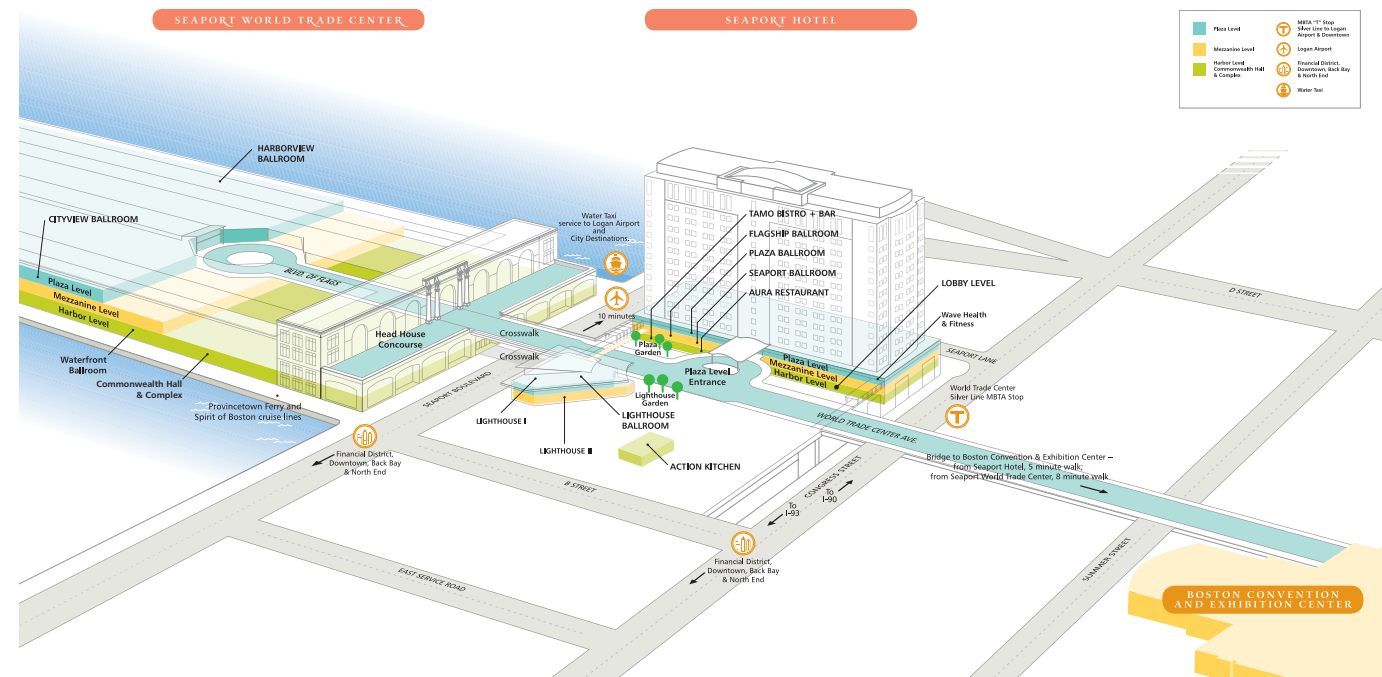 SEAPORT WORLD TRADE CENTER
SEAPORT HOTEL
Plaza Level
Mezzanine Level
Harbor Level
Commonwealth Hall
& Complex
MBTA "T" Stop
Silver Line to Logan
Airport & Downtown
Logan Airport
Financial District,
Downtown, Back Bay
& North End
Water Taxi
HARBORVIEW
BALLROOM
CITYVIEW BALLROOM
BLVD. OF FLAGS
Plaza Level
Mezzanine Level
Harbor Level
Waterfront
Ballroom
Commonwealth Hall
& Complex
Provincetown Ferry and
Spirit of Boston cruise lines
Head House
Concourse
Water Taxi
service to Logan Airport
and
City Destinations.
10 minutes
Crosswalk
Crosswalk
SEAPORT BOULEVARD
TAMO BISTRO + BAR
FLAGSHIP BALLROOM
PLAZA BALLROOM
SEAPORT BALLROOM
AURA RESTAURANT
LOBBY LEVEL
Wave Health
& Fitness
D STREET
SEAPORT LANE
Plaza
Garden
Plaza Level
Entrance
Plaza Level
Mezzanine Level
Harbor Level
Lighthouse
Garden
LIGHTHOUSE I
LIGHTHOUSE II
LIGHTHOUSE
BALLROOM
ACTION KITCHEN
World Trade Center
Silver Line MBTA Stop
WORLD TRADE CENTER AVE.
Bridge to Boston Convention & Exhibition Center –
from Seaport Hotel, 5 minute walk;
from Seaport World Trade Center, 8 minute walk
Financial District,
Downtown, Back Bay
& North End
B STREET
CONGRESS STREET
To
I-90
To
I-93
Financial District,
Downtown, Back Bay
& North End
EAST SERVICE ROAD
SUMMER STREET
BOSTON CONVENTION
AND EXHIBITION CENTER